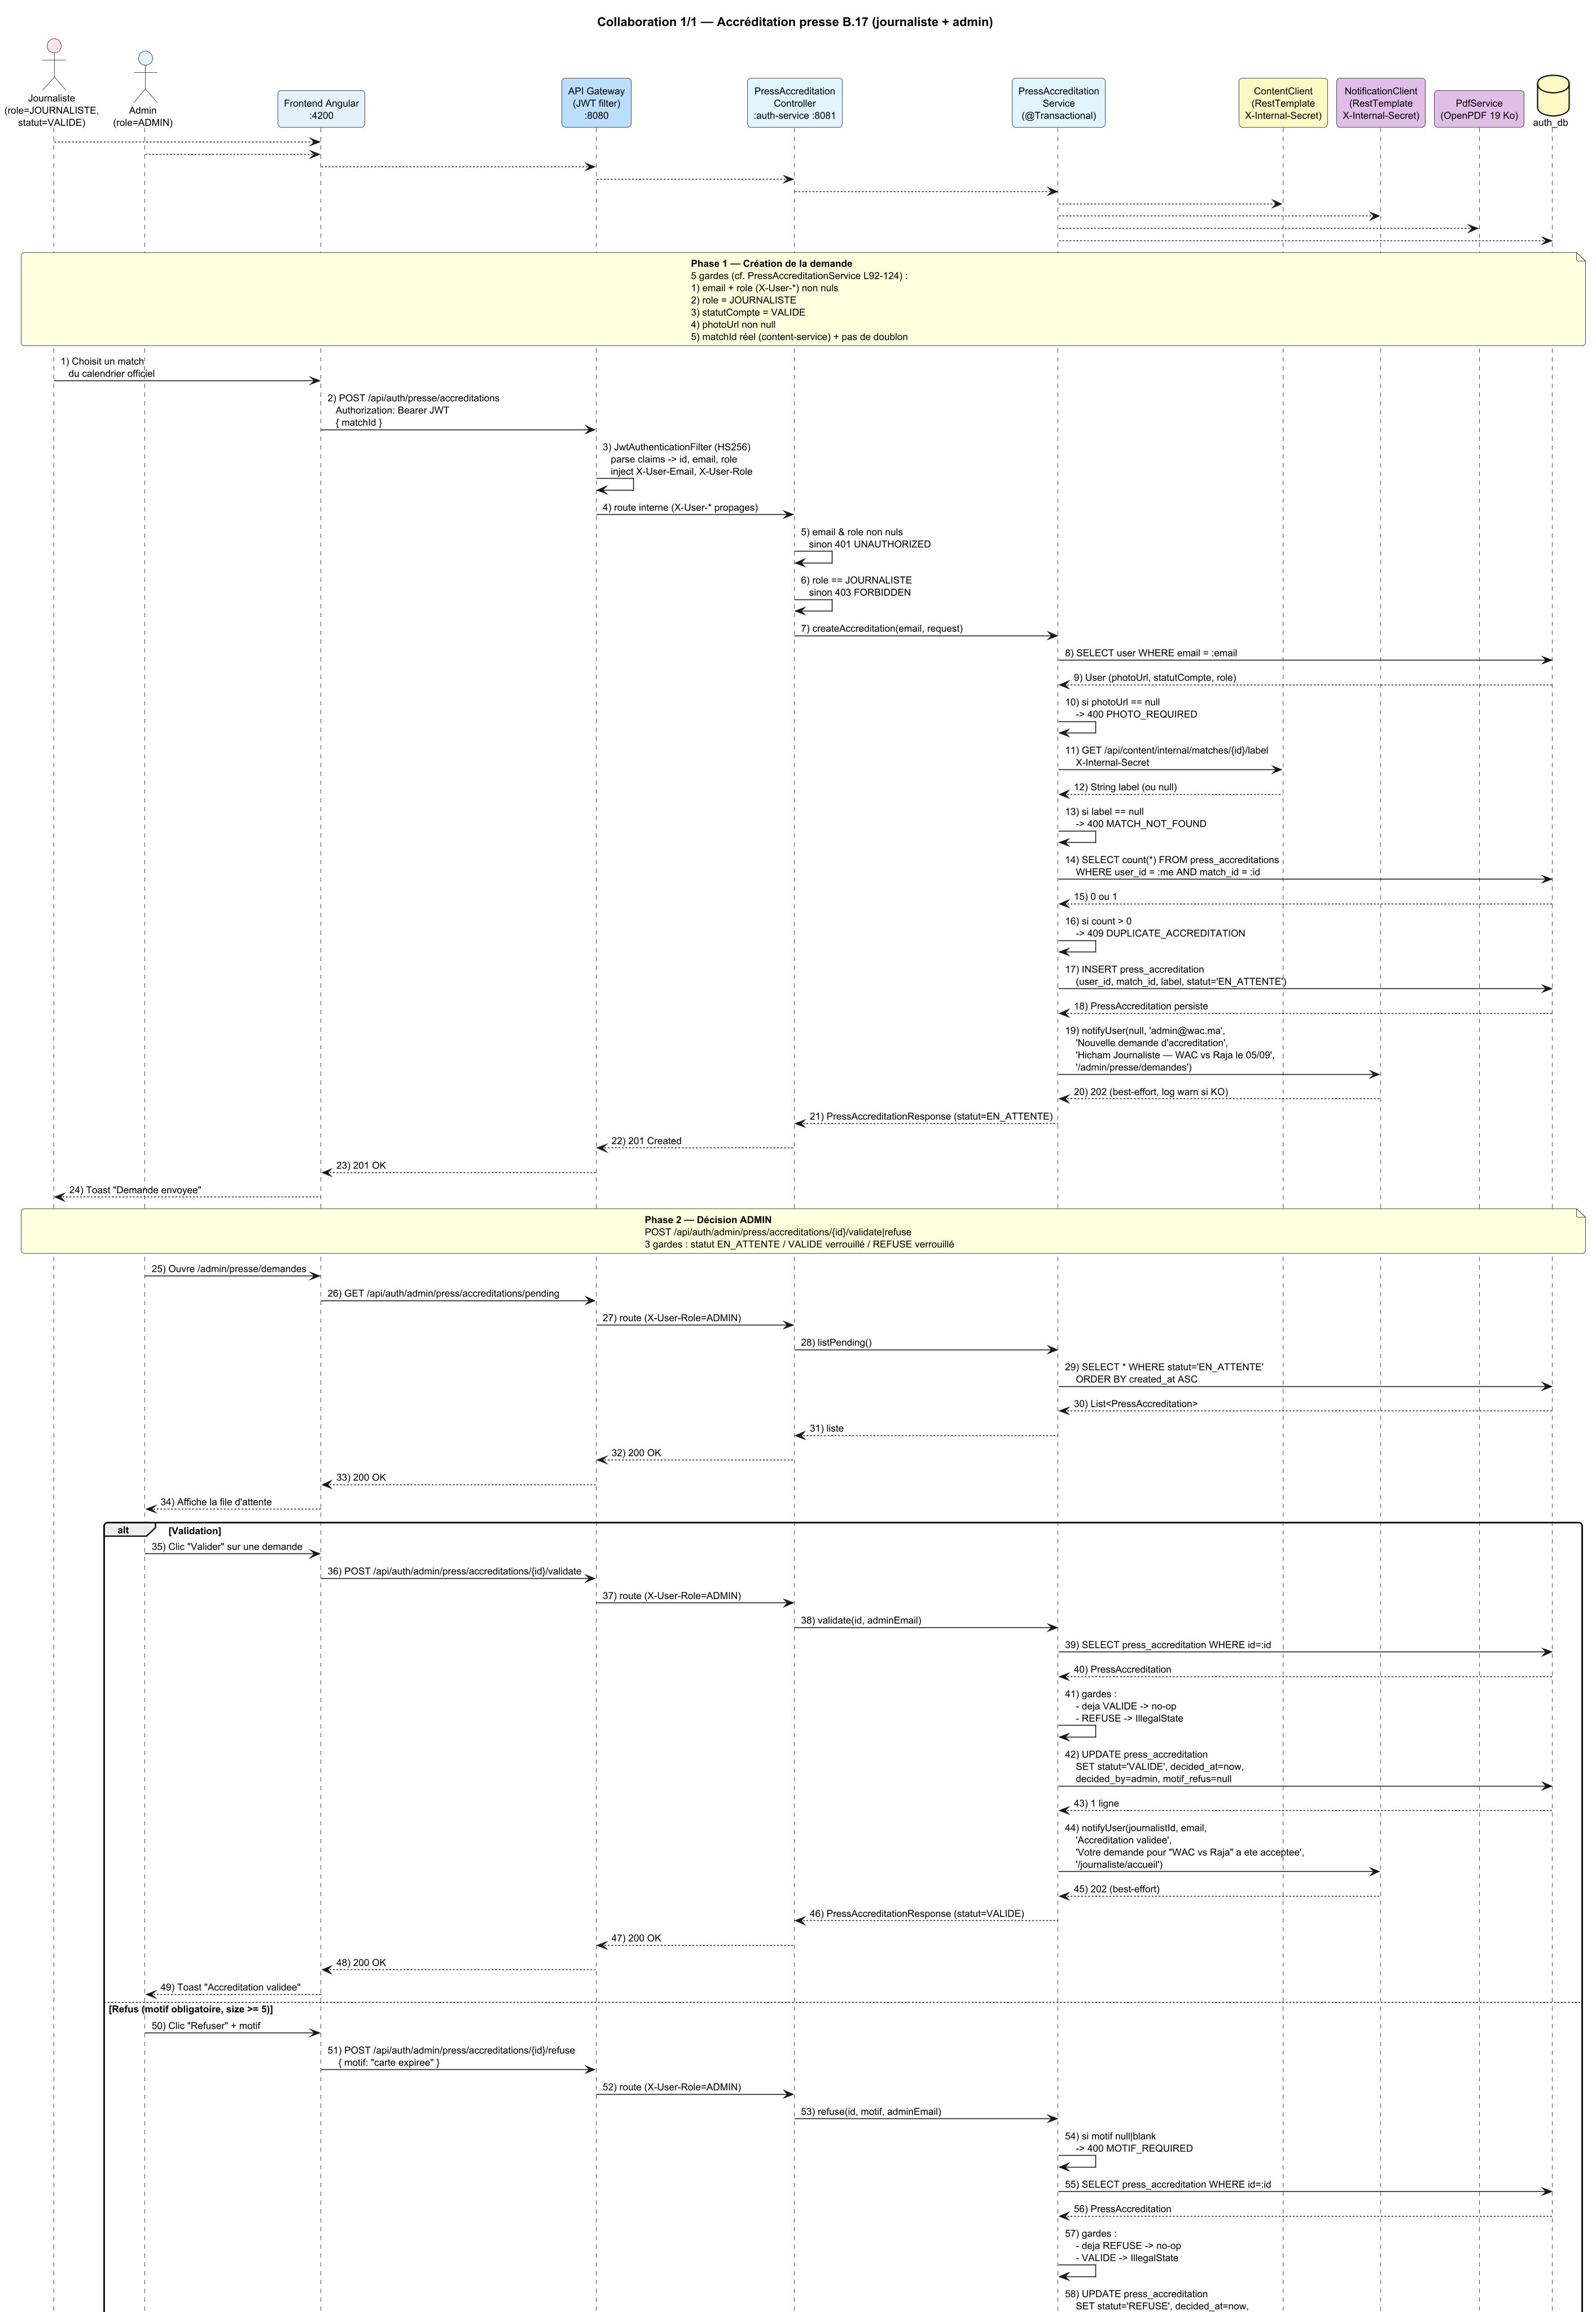 Collaboration 1/1 — Accréditation presse B.17 (journaliste + admin)
Journaliste
(role=JOURNALISTE,
statut=VALIDE)
Admin
(role=ADMIN)
Frontend Angular
:4200
API Gateway
(JWT filter)
:8080
PressAccreditation
Controller
:auth-service :8081
PressAccreditation
Service
(@Transactional)
ContentClient
(RestTemplate
X-Internal-Secret)
NotificationClient
(RestTemplate
X-Internal-Secret)
PdfService
(OpenPDF 19 Ko)
auth_db
Phase 1 — Création de la demande
5 gardes (cf. PressAccreditationService L92-124) :
1) email + role (X-User-*) non nuls
2) role = JOURNALISTE
3) statutCompte = VALIDE
4) photoUrl non null
5) matchId réel (content-service) + pas de doublon
1) Choisit un match
du calendrier officiel
2) POST /api/auth/presse/accreditations
Authorization: Bearer JWT
{ matchId }
3) JwtAuthenticationFilter (HS256)
parse claims -> id, email, role
inject X-User-Email, X-User-Role
4) route interne (X-User-* propages)
5) email & role non nuls
sinon 401 UNAUTHORIZED
6) role == JOURNALISTE
sinon 403 FORBIDDEN
7) createAccreditation(email, request)
8) SELECT user WHERE email = :email
9) User (photoUrl, statutCompte, role)
10) si photoUrl == null
-> 400 PHOTO_REQUIRED
11) GET /api/content/internal/matches/{id}/label
X-Internal-Secret
12) String label (ou null)
13) si label == null
-> 400 MATCH_NOT_FOUND
14) SELECT count(*) FROM press_accreditations
WHERE user_id = :me AND match_id = :id
15) 0 ou 1
16) si count > 0
-> 409 DUPLICATE_ACCREDITATION
17) INSERT press_accreditation
(user_id, match_id, label, statut='EN_ATTENTE')
18) PressAccreditation persiste
19) notifyUser(null, 'admin@wac.ma',
'Nouvelle demande d'accreditation',
'Hicham Journaliste — WAC vs Raja le 05/09',
'/admin/presse/demandes')
20) 202 (best-effort, log warn si KO)
21) PressAccreditationResponse (statut=EN_ATTENTE)
22) 201 Created
23) 201 OK
24) Toast "Demande envoyee"
Phase 2 — Décision ADMIN
POST /api/auth/admin/press/accreditations/{id}/validate|refuse
3 gardes : statut EN_ATTENTE / VALIDE verrouillé / REFUSE verrouillé
25) Ouvre /admin/presse/demandes
26) GET /api/auth/admin/press/accreditations/pending
27) route (X-User-Role=ADMIN)
28) listPending()
29) SELECT * WHERE statut='EN_ATTENTE'
ORDER BY created_at ASC
30) List<PressAccreditation>
31) liste
32) 200 OK
33) 200 OK
34) Affiche la file d'attente
alt [Validation]
35) Clic "Valider" sur une demande
36) POST /api/auth/admin/press/accreditations/{id}/validate
37) route (X-User-Role=ADMIN)
38) validate(id, adminEmail)
39) SELECT press_accreditation WHERE id=:id
40) PressAccreditation
41) gardes :
- deja VALIDE -> no-op
- REFUSE -> IllegalState
42) UPDATE press_accreditation
SET statut='VALIDE', decided_at=now,
decided_by=admin, motif_refus=null
43) 1 ligne
44) notifyUser(journalistId, email,
'Accreditation validee',
'Votre demande pour "WAC vs Raja" a ete acceptee',
'/journaliste/accueil')
45) 202 (best-effort)
46) PressAccreditationResponse (statut=VALIDE)
47) 200 OK
48) 200 OK
49) Toast "Accreditation validee"
[Refus (motif obligatoire, size >= 5)]
50) Clic "Refuser" + motif
51) POST /api/auth/admin/press/accreditations/{id}/refuse
{ motif: "carte expiree" }
52) route (X-User-Role=ADMIN)
53) refuse(id, motif, adminEmail)
54) si motif null|blank
-> 400 MOTIF_REQUIRED
55) SELECT press_accreditation WHERE id=:id
56) PressAccreditation
57) gardes :
- deja REFUSE -> no-op
- VALIDE -> IllegalState
58) UPDATE press_accreditation
SET statut='REFUSE', decided_at=now,